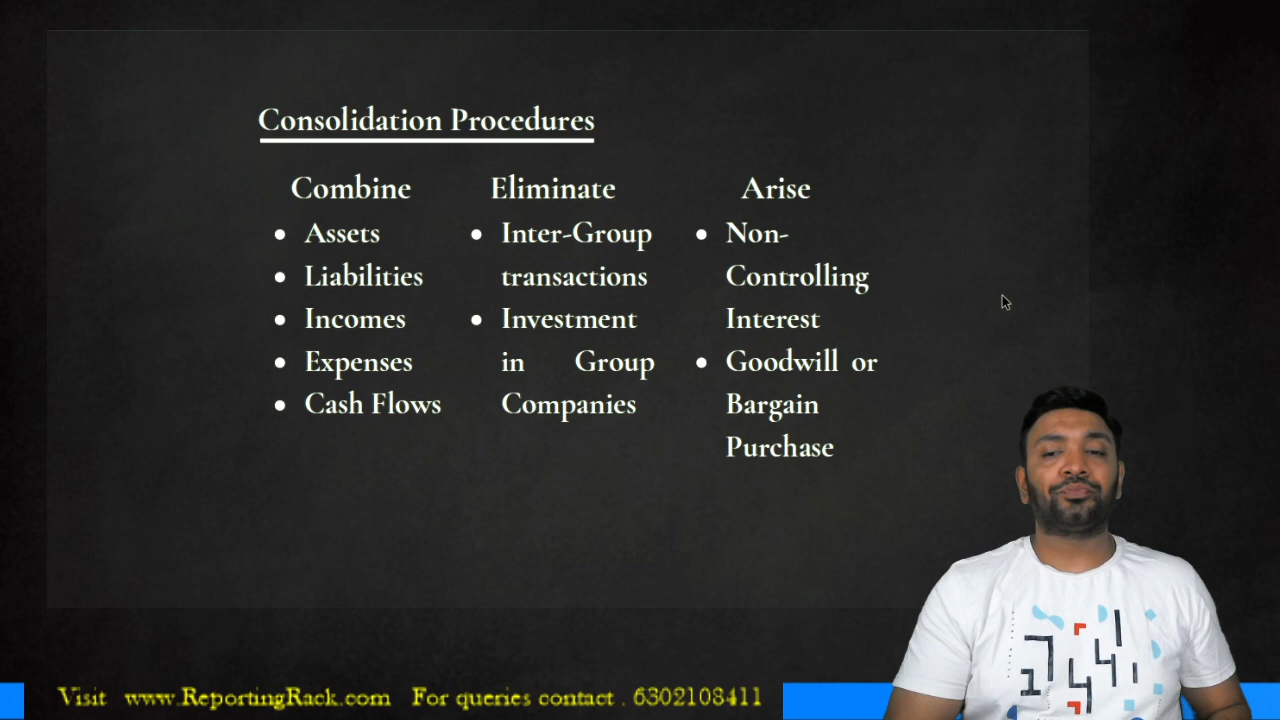 Consolidation Procedures
Combine
• Assets
• Liabilities
• Incomes
• Expenses
• Cash Flows
Eliminate
• Inter-Group
transactions
• Investment
in Group
Companies
Arise
• Non-
Controlling
Interest
• Goodwill or
Bargain
Purchase
Visit www.ReportingRack.com For queries contact . 6302108411